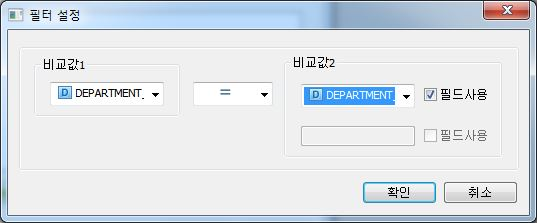 필터 설정
비교값1
D DEPARTMENT_
=
비교값2
D DEPARTMENT_
필드사용
필드사용
확인
취소